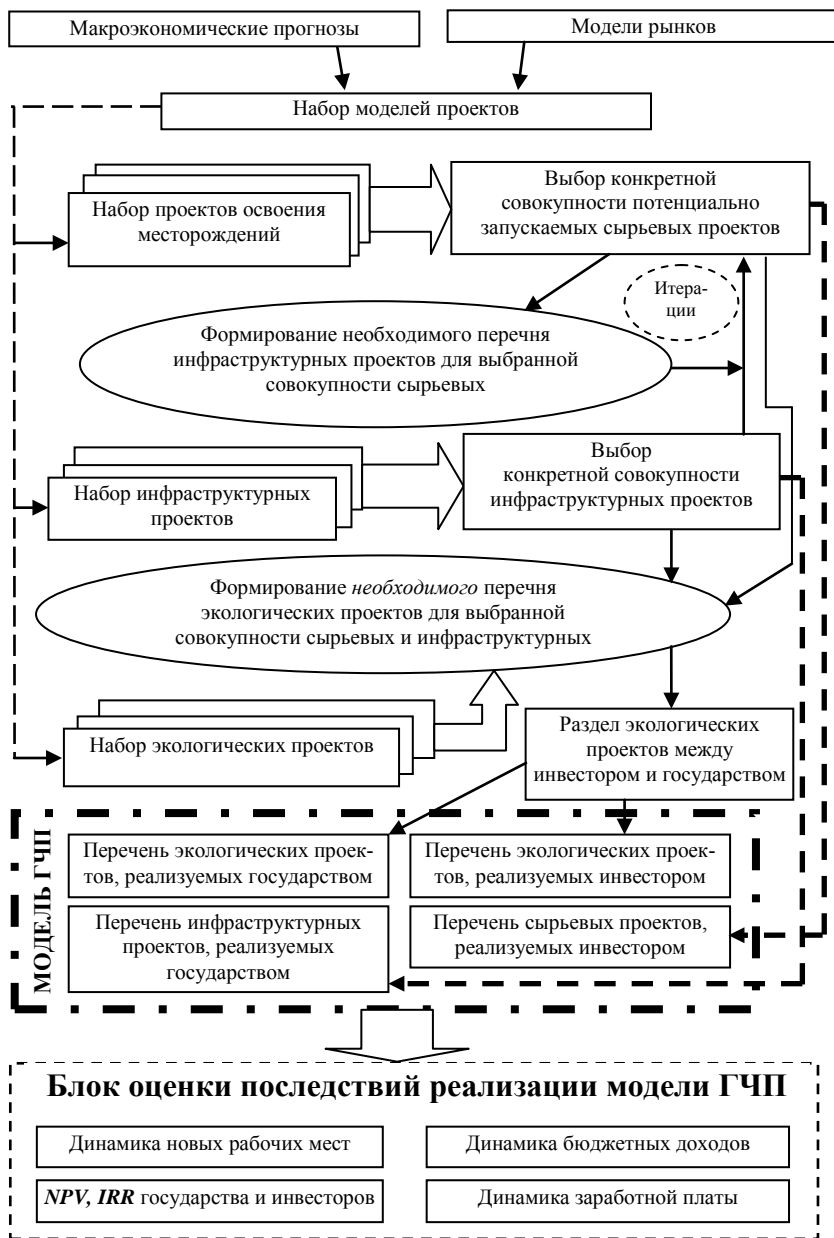 Макроэкономические прогнозы
Модели рынков
Набор моделей проектов
Набор проектов освоения
месторождений
Выбор конкретной
совокупности потенциально
запускаемых сырьевых проектов
Итера-
ции
Формирование необходимого перечня
инфраструктурных проектов для выбранной
совокупности сырьевых
Набор инфраструктурных
проектов
Выбор
конкретной совокупности
инфраструктурных проектов
Формирование необходимого перечня
экологических проектов для выбранной
совокупности сырьевых и инфраструктурных
Набор экологических проектов
Раздел экологических
проектов между
инвестором и государством
МОДЕЛЬ ГЧП
Перечень экологических проек-
тов, реализуемых государством
Перечень экологических проек-
тов, реализуемых инвестором
Перечень инфраструктурных
проектов, реализуемых
государством
Перечень сырьевых проектов,
реализуемых инвестором
Блок оценки последствий реализации модели ГЧП
Динамика новых рабочих мест
Динамика бюджетных доходов
NPV, IRR государства и инвесторов
Динамика заработной платы